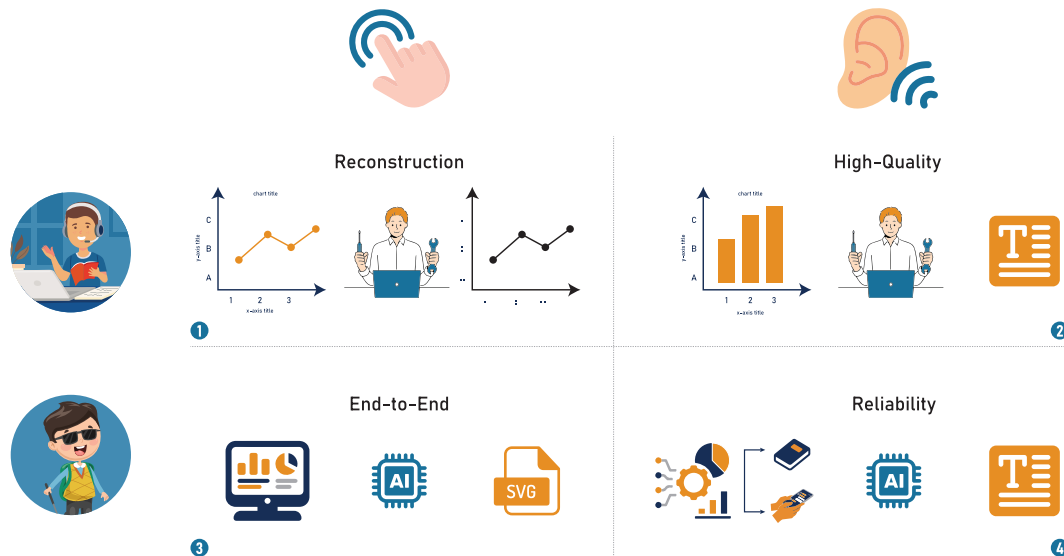 Reconstruction
chart title
y-axis title
C
B
A
1 2 3
x-axis title
1
High-Quality
chart title
y-axis title
C
B
A
1 2 3
x-axis title
T
2
End-to-End
AI
SVG
3
Reliability
AI
T
4